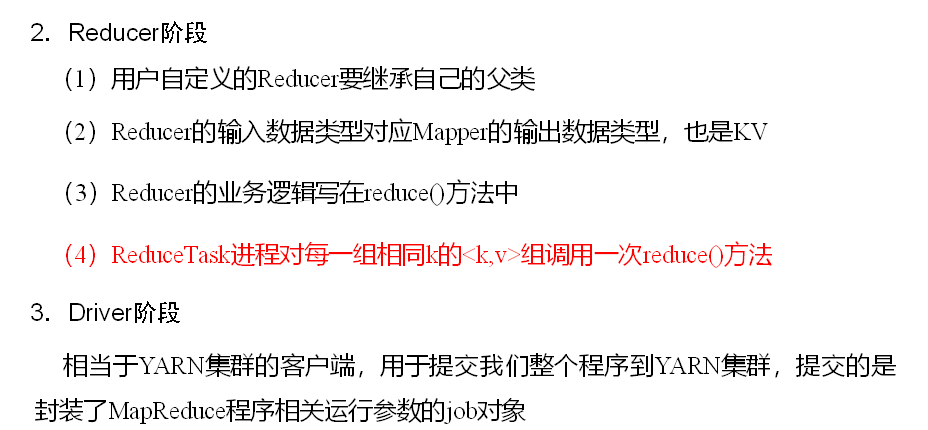 2．Reducer阶段
（1）用户自定义的Reducer要继承自己的父类
（2）Reducer的输入数据类型对应Mapper的输出数据类型，也是KV
（3）Reducer的业务逻辑写在reduce()方法中
（4）ReduceTask进程对每一组相同k的<k,v>组调用一次reduce()方法
3．Driver阶段
相当于YARN集群的客户端，用于提交我们整个程序到YARN集群，提交的是
封装了MapReduce程序相关运行参数的job对象